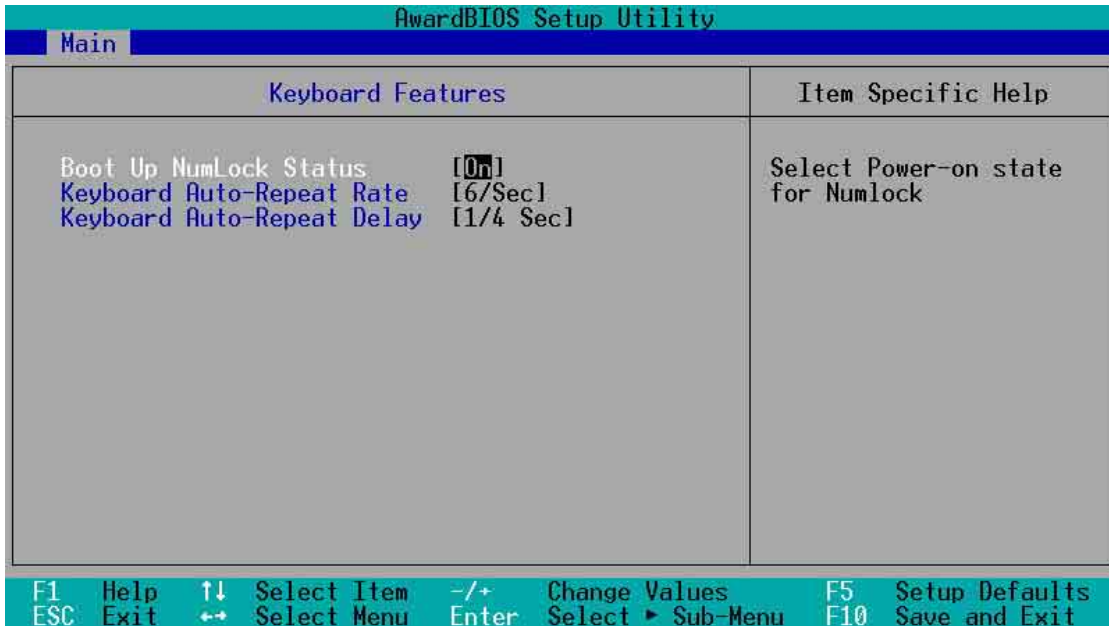 AwardBIOS Setup Utility
Main
Keyboard Features
Item Specific Help
Boot Up NumLock Status [On]
Keyboard Auto-Repeat Rate [6/Sec]
Keyboard Auto-Repeat Delay [1/4 Sec]
Select Power-on state
for Numlock
F1 Help ↑↓ Select Item -/+ Change Values F5 Setup Defaults
ESC Exit ←→ Select Menu Enter Select ► Sub-Menu F10 Save and Exit